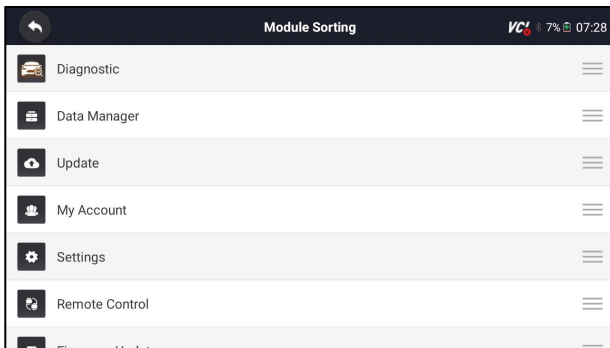 Module Sorting
VCI 7% 07:28
Diagnostic
Data Manager
Update
My Account
Settings
Remote Control